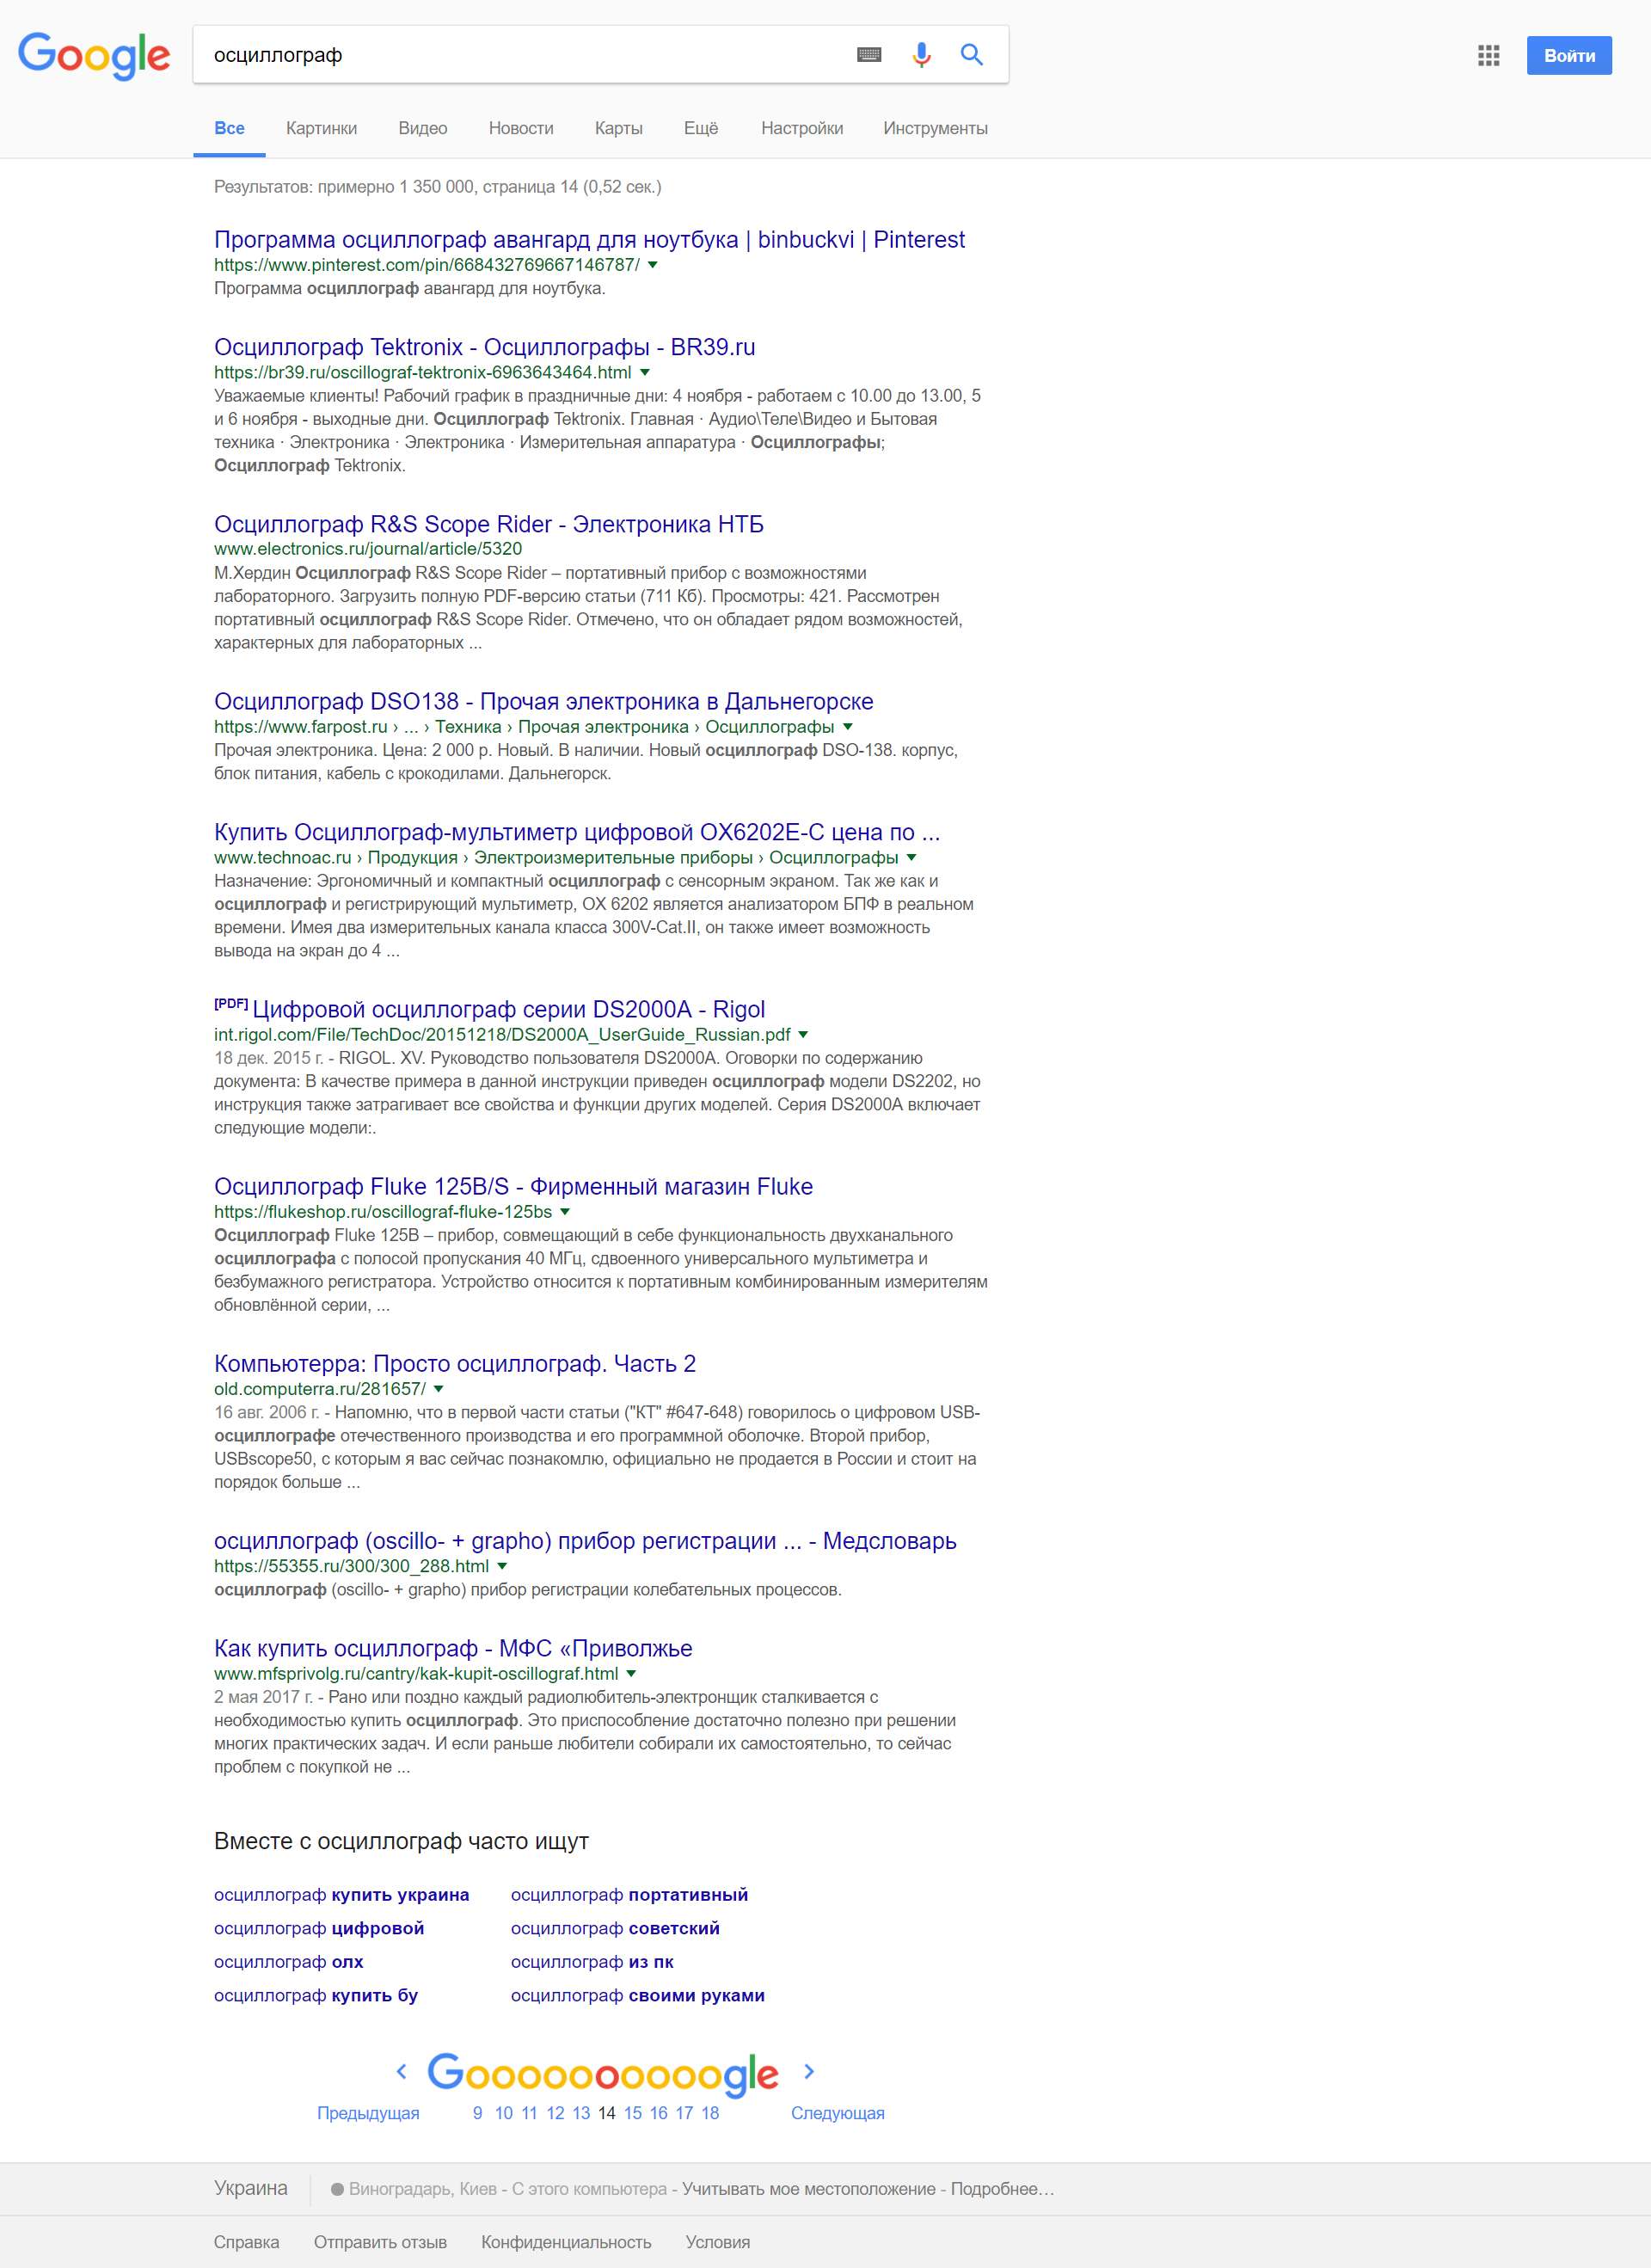 Google
осциллограф
Войти
Все Картинки Видео Новости Карты Ещё Настройки Инструменты
Результатов: примерно 1 350 000, страница 14 (0,52 сек.)
Программа осциллограф авангард для ноутбука | binbuckvi | Pinterest
https://www.pinterest.com/pin/668432769667146787/
Программа осциллограф авангард для ноутбука.
Осциллограф Tektronix - Осциллографы - BR39.ru
https://br39.ru/oscillograf-tektronix-6963643464.html
Уважаемые клиенты! Рабочий график в праздничные дни: 4 ноября - работаем с 10.00 до 13.00, 5
и 6 ноября - выходные дни. Осциллограф Tektronix. Главная · Аудио\Теле\Видео и Бытовая
техника · Электроника · Электроника · Измерительная аппаратура · Осциллографы;
Осциллограф Tektronix.
Осциллограф R&S Scope Rider - Электроника НТБ
www.electronics.ru/journal/article/5320
М.Хердин Осциллограф R&S Scope Rider – портативный прибор с возможностями
лабораторного. Загрузить полную PDF-версию статьи (711 Кб). Просмотры: 421. Рассмотрен
портативный осциллограф R&S Scope Rider. Отмечено, что он обладает рядом возможностей,
характерных для лабораторных ...
Осциллограф DSO138 - Прочая электроника в Дальнегорске
https://www.farpost.ru › ... › Техника › Прочая электроника › Осциллографы
Прочая электроника. Цена: 2 000 р. Новый. В наличии. Новый осциллограф DSO-138. корпус,
блок питания, кабель с крокодилами. Дальнегорск.
Купить Осциллограф-мультиметр цифровой OX6202E-C цена по ...
www.technoac.ru › Продукция › Электроизмерительные приборы › Осциллографы
Назначение: Эргономичный и компактный осциллограф с сенсорным экраном. Так же как и
осциллограф и регистрирующий мультиметр, OX 6202 является анализатором БПФ в реальном
времени. Имея два измерительных канала класса 300V-Cat.II, он также имеет возможность
вывода на экран до 4 ...
[PDF] Цифровой осциллограф серии DS2000A - Rigol
int.rigol.com/File/TechDoc/20151218/DS2000A_UserGuide_Russian.pdf
18 дек. 2015 г. - RIGOL. XV. Руководство пользователя DS2000A. Оговорки по содержанию
документа: В качестве примера в данной инструкции приведен осциллограф модели DS2202, но
инструкция также затрагивает все свойства и функции других моделей. Серия DS2000A включает
следующие модели:.
Осциллограф Fluke 125B/S - Фирменный магазин Fluke
https://flukeshop.ru/oscillograf-fluke-125bs
Осциллограф Fluke 125B – прибор, совмещающий в себе функциональность двухканального
осциллографа с полосой пропускания 40 МГц, сдвоенного универсального мультиметра и
безбумажного регистратора. Устройство относится к портативным комбинированным измерителям
обновлённой серии, ...
Компьютерра: Просто осциллограф. Часть 2
old.computerra.ru/281657/
16 авг. 2006 г. - Напомню, что в первой части статьи ("КТ" #647-648) говорилось о цифровом USB-
осциллографе отечественного производства и его программной оболочке. Второй прибор,
USBscope50, с которым я вас сейчас познакомлю, официально не продается в России и стоит на
порядок больше ...
осциллограф (oscillo- + grapho) прибор регистрации ... - Медсловарь
https://55355.ru/300/300_288.html
осциллограф (oscillo- + grapho) прибор регистрации колебательных процессов.
Как купить осциллограф - МФС «Приволжье
www.mfsprivolg.ru/cantry/kak-kupit-oscillograf.html
2 мая 2017 г. - Рано или поздно каждый радиолюбитель-электронщик сталкивается с
необходимостью купить осциллограф. Это приспособление достаточно полезно при решении
многих практических задач. И если раньше любители собирали их самостоятельно, то сейчас
проблем с покупкой не ...
Вместе с осциллограф часто ищут
осциллограф купить украина осциллограф портативный
осциллограф цифровой осциллограф советский
осциллограф олх осциллограф из пк
осциллограф купить бу осциллограф своими руками
Goooooooooogle
Предыдущая 9 10 11 12 13 14 15 16 17 18 Следующая
Украина Виноградарь, Киев - С этого компьютера - Учитывать мое местоположение - Подробнее…
Справка Отправить отзыв Конфиденциальность Условия